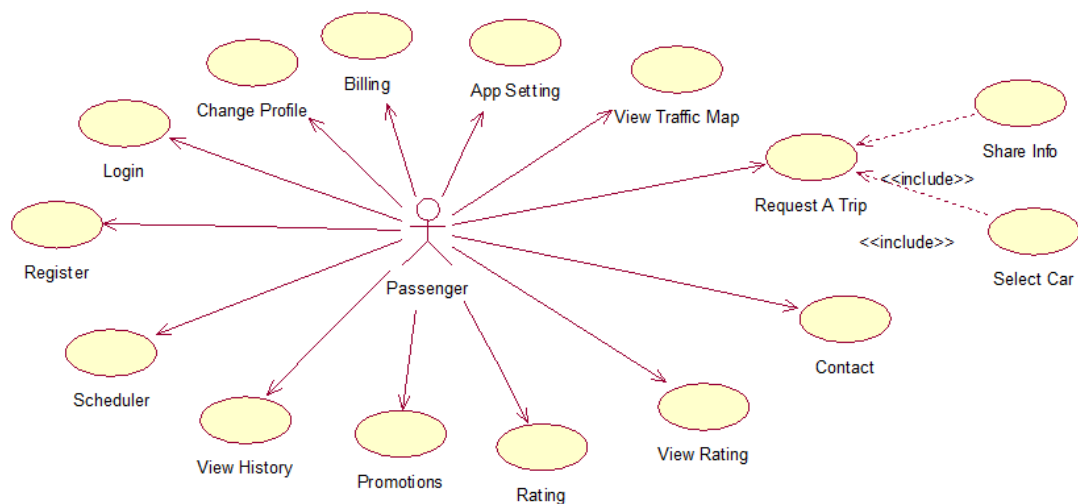 Billing
App Setting
Change Profile
View Traffic Map
Share Info
Login
<<include>>
Request A Trip
<<include>>
Register
Select Car
Passenger
Contact
Scheduler
View Rating
View History
Promotions
Rating